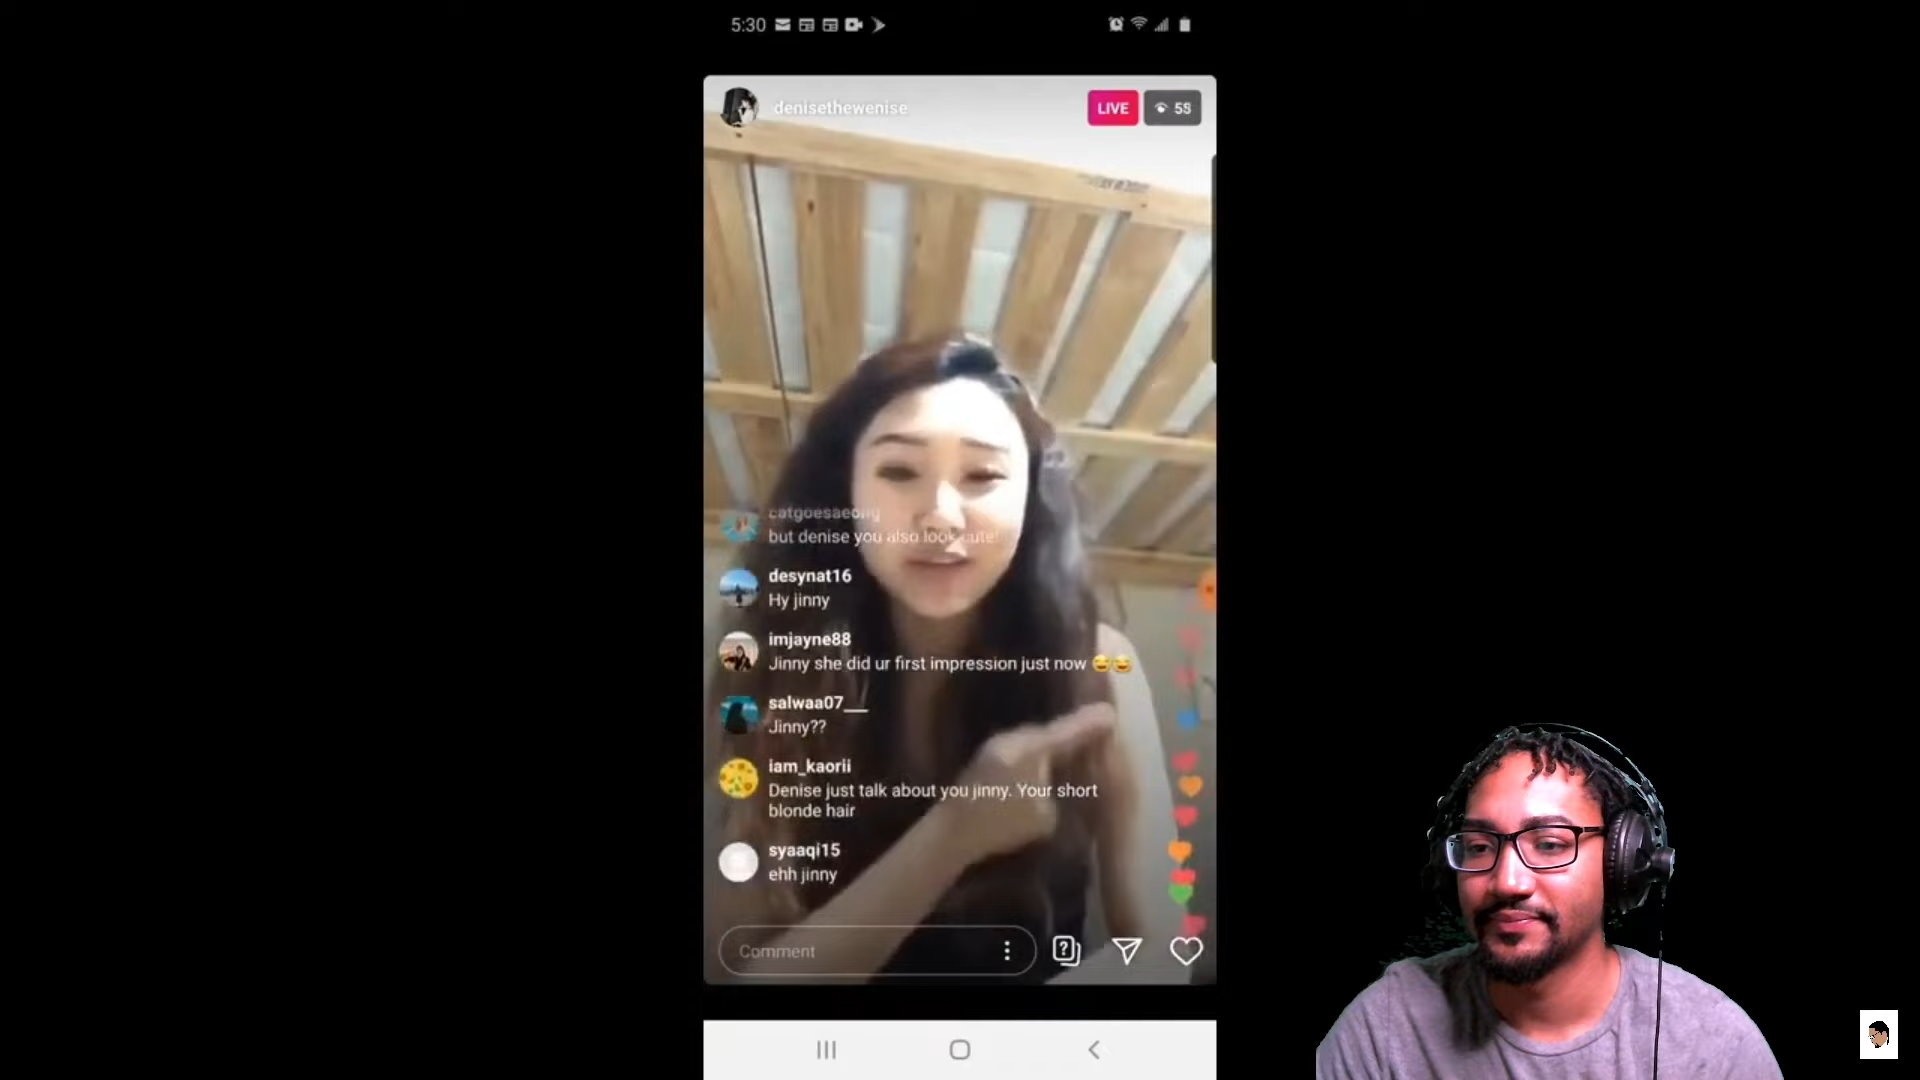 5:30
denisethewenise
LIVE
55
catgoesaeong
but denise you also look cute!
desynat16
Hy jinny
imjayne88
Jinny she did ur first impression just now 😅😅
salwaa07__
Jinny??
iam_kaorii
Denise just talk about you jinny. Your short
blonde hair
syaaqi15
ehh jinny
Comment